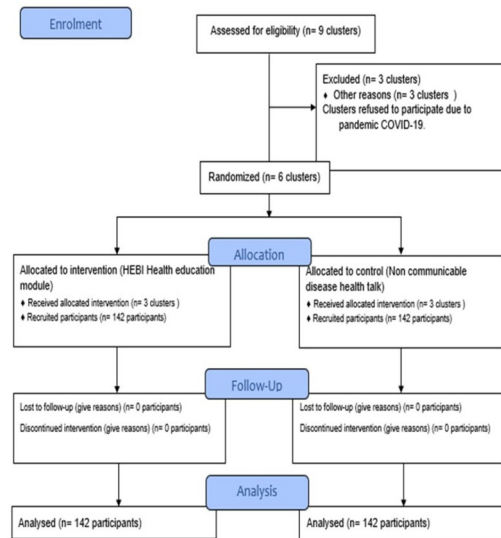 Enrolment
Assessed for eligibility (n= 9 clusters)
Excluded (n= 3 clusters)
♦ Other reasons (n= 3 clusters )
Clusters refused to participate due to
pandemic COVID-19.
Randomized (n= 6 clusters)
Allocation
Allocated to intervention (HEBI Health education
module)
♦ Received allocated intervention (n= 3 clusters )
♦ Recruited participants (n= 142 participants)
Allocated to control (Non communicable
disease health talk)
♦ Received allocated intervention (n= 3 clusters )
♦ Recruited participants (n= 142 participants)
Follow-Up
Lost to follow-up (give reasons) (n= 0 participants)
Discontinued intervention (give reasons) (n= 0 participants)
Lost to follow-up (give reasons) (n= 0 participants)
Discontinued intervention (give reasons) (n= 0 participants)
Analysis
Analysed (n= 142 participants)
Analysed (n= 142 participants)